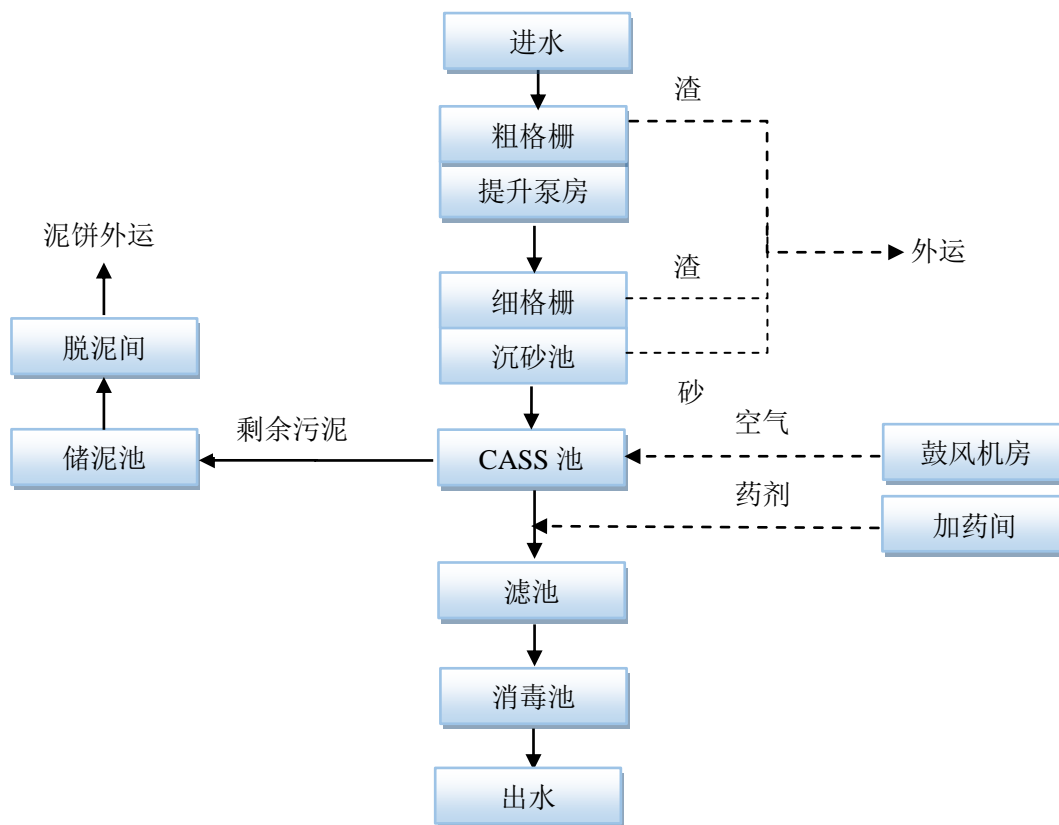 进水
渣
粗格栅
提升泵房
泥饼外运
渣
外运
细格栅
脱泥间
沉砂池
砂
空气
剩余污泥
储泥池
CASS 池
鼓风机房
药剂
加药间
滤池
消毒池
出水